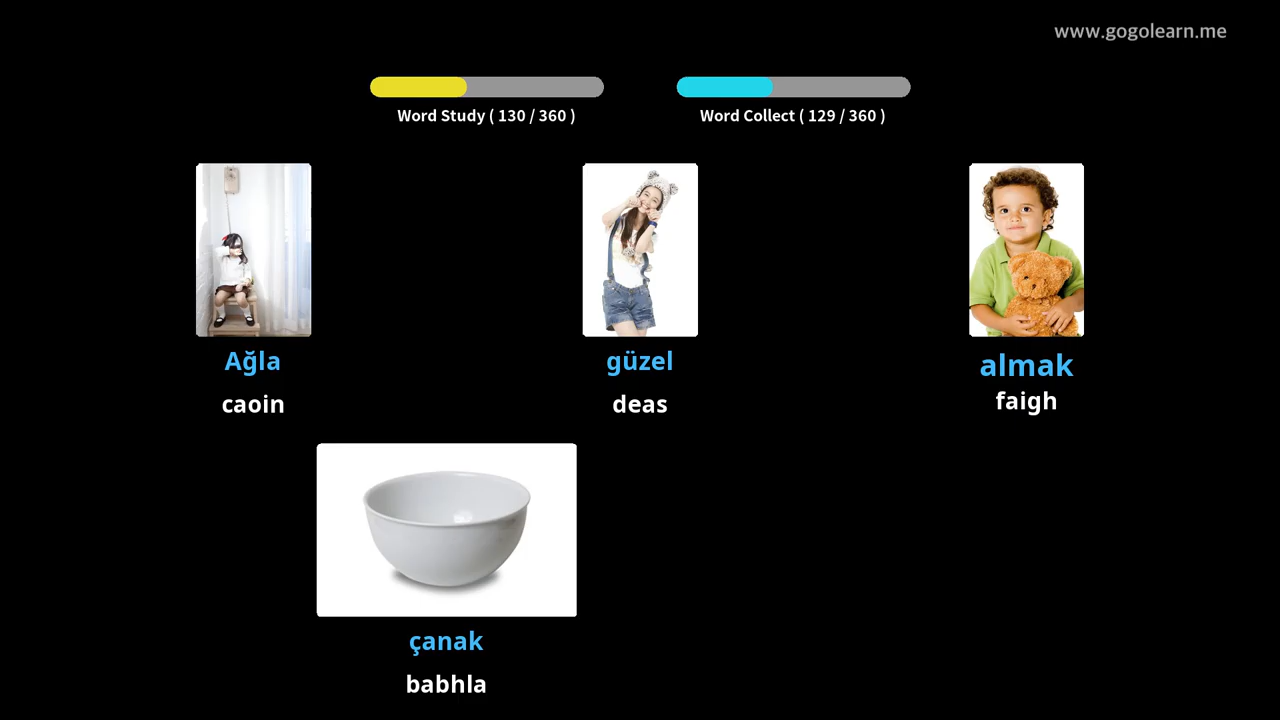 www.gogolearn.me
Word Study ( 130 / 360 )
Word Collect ( 129 / 360 )
Ağla
güzel
almak
caoin
deas
faigh
çanak
babhla